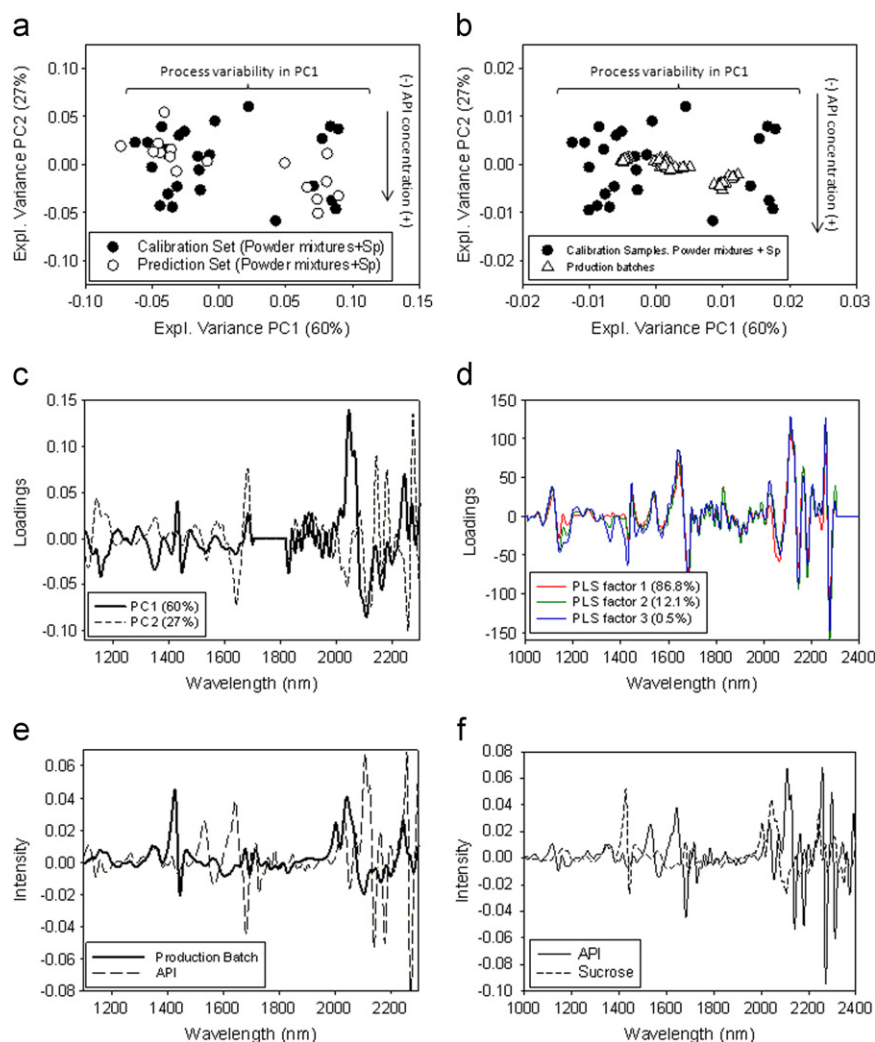 a
Process variability in PC1
Expl. Variance PC2 (27%)
0.10
0.05
0.00
-0.05
-0.10
(-) API concentration (+)
Calibration Set (Powder mixtures+Sp)
Prediction Set (Powder mixtures+Sp)
-0.10 -0.05 0.00 0.05 0.10 0.15
Expl. Variance PC1 (60%)
b
Process variability in PC1
Expl. Variance PC2 (27%)
0.02
0.01
0.00
-0.01
-0.02
(-) API concentration (+)
Calibration Samples. Powder mixtures + Sp
Prduction batches
-0.02 -0.01 0.00 0.01 0.02 0.03
Expl. Variance PC1 (60%)
c
Loadings
0.15
0.10
0.05
0.00
-0.05
-0.10
PC1 (60%)
PC2 (27%)
1200 1400 1600 1800 2000 2200
Wavelength (nm)
d
Loadings
150
100
50
0
-50
-100
-150
PLS factor 1 (86.8%)
PLS factor 2 (12.1%)
PLS factor 3 (0.5%)
1000 1200 1400 1600 1800 2000 2200 2400
Wavelength (nm)
e
Intensity
0.06
0.04
0.02
0.00
-0.02
-0.04
-0.06
0.08
Production Batch
API
1200 1400 1600 1800 2000 2200
Wavelength (nm)
f
Intensity
0.08
0.06
0.04
0.02
0.00
-0.02
-0.04
-0.06
-0.08
-0.10
API
Sucrose
1000 1200 1400 1600 1800 2000 2200 2400
Wavelength (nm)